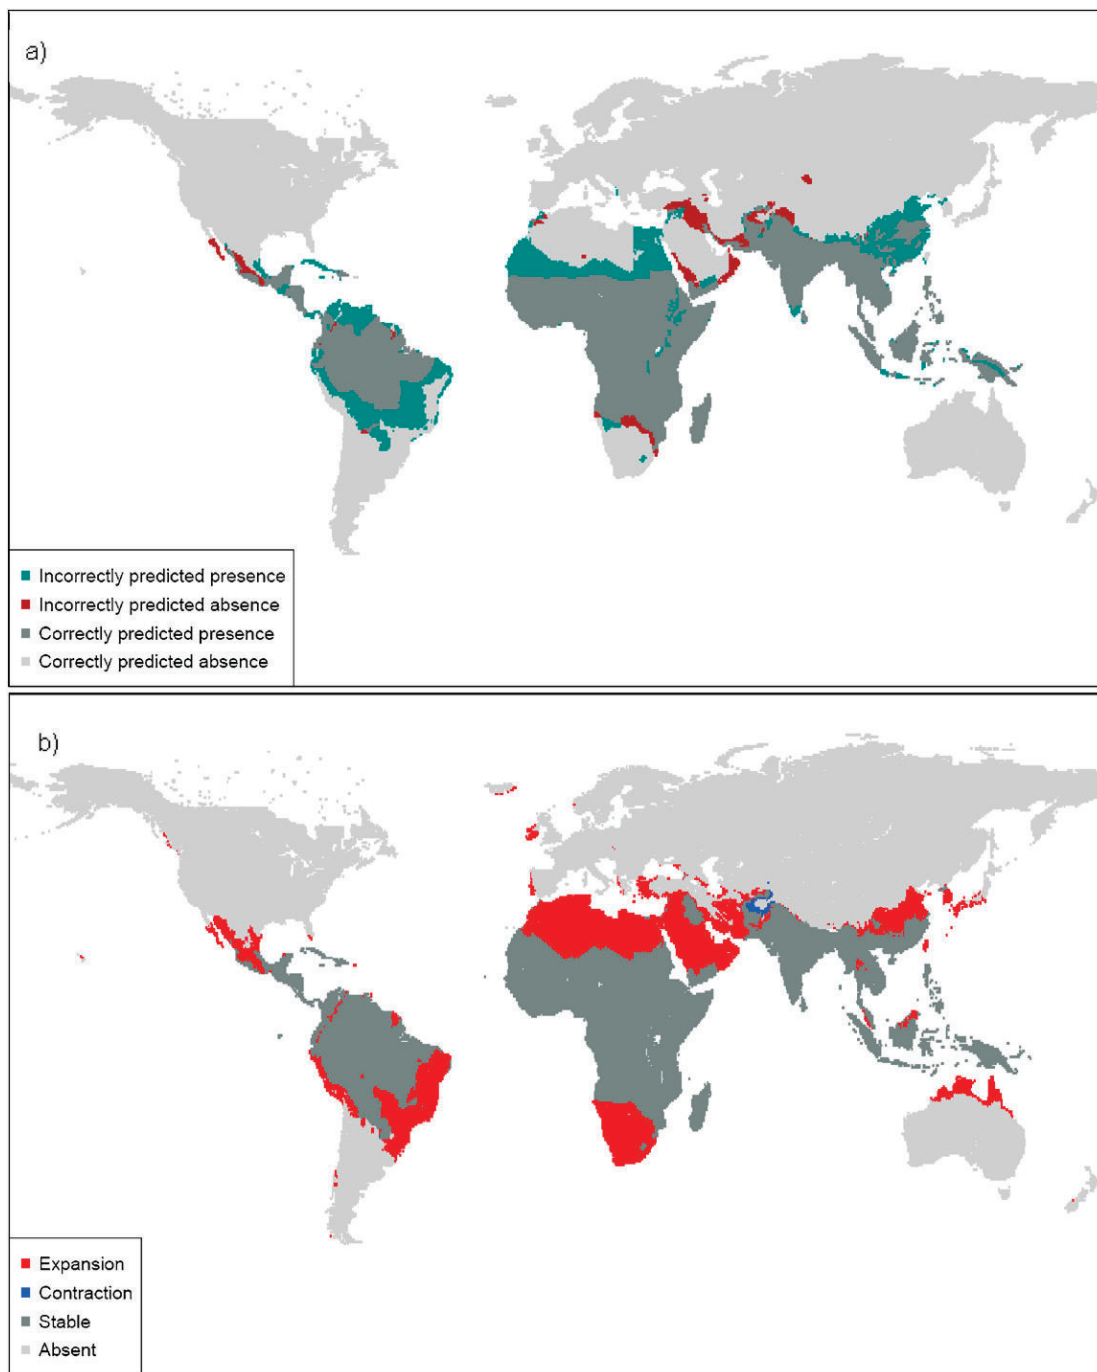 a)
Incorrectly predicted presence
Incorrectly predicted absence
Correctly predicted presence
Correctly predicted absence
b)
Expansion
Contraction
Stable
Absent